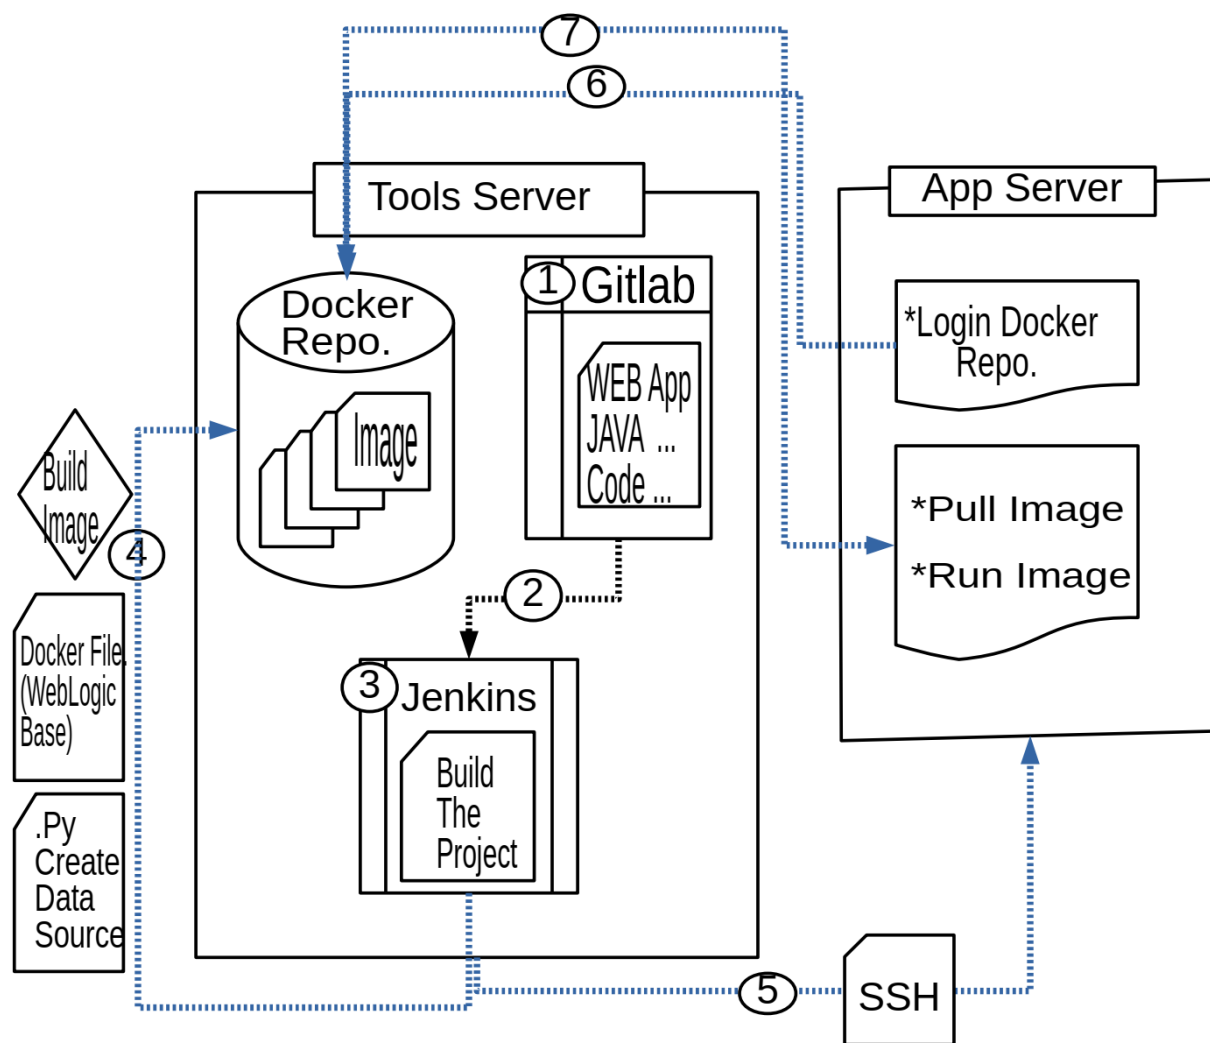 7
6
Tools Server
App Server
Docker
Repo.
1
Gitlab
*Login Docker
Repo.
WEB App
JAVA ...
Code ...
Image
Build
Image
4
*Pull Image
*Run Image
2
Docker File.
(WebLogic
Base)
3
Jenkins
Build
The
Project
.Py
Create
Data
Source
5
SSH